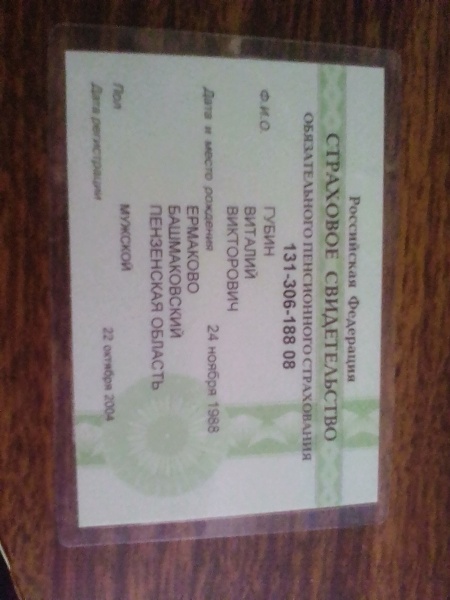 Российская Федерация
СТРАХОВОЕ СВИДЕТЕЛЬСТВО
ОБЯЗАТЕЛЬНОГО ПЕНСИОННОГО СТРАХОВАНИЯ
131-306-188 08
Ф.И.О. ГУБИН
ВИТАЛИЙ
ВИКТОРОВИЧ
Дата и место рождения 24 ноября 1988
ЕРМАКОВО
БАШМАКОВСКИЙ
ПЕНЗЕНСКАЯ ОБЛАСТЬ
Пол МУЖСКОЙ
Дата регистрации 22 октября 2004